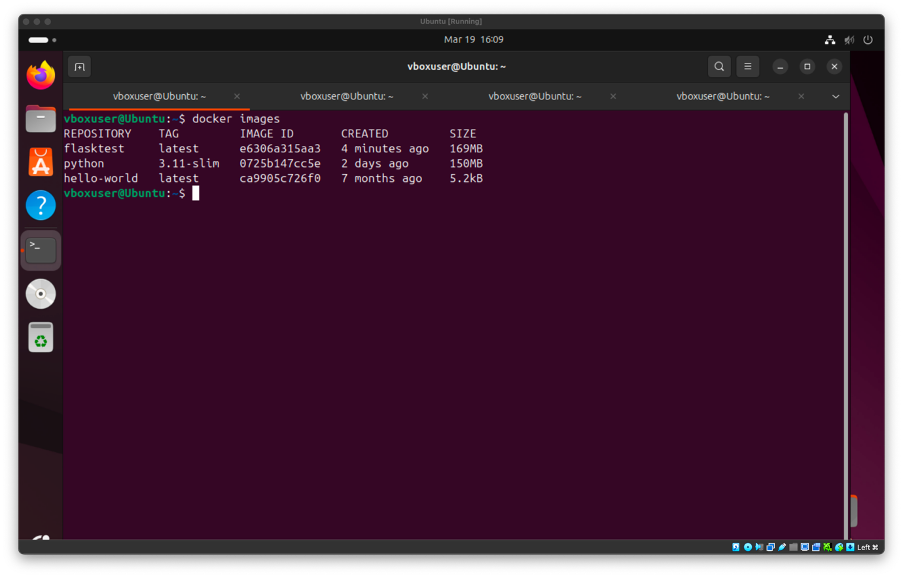 Ubuntu [Running]
Mar 19 16:09
vboxuser@Ubuntu: ~
vboxuser@Ubuntu: ~ vboxuser@Ubuntu: ~ vboxuser@Ubuntu: ~ vboxuser@Ubuntu: ~
vboxuser@Ubuntu:~$ docker images
REPOSITORY TAG IMAGE ID CREATED SIZE
flasktest latest e6306a315aa3 4 minutes ago 169MB
python 3.11-slim 0725b147cc5e 2 days ago 150MB
hello-world latest ca9905c726f0 7 months ago 5.2kB
vboxuser@Ubuntu:~$
Left ⌘